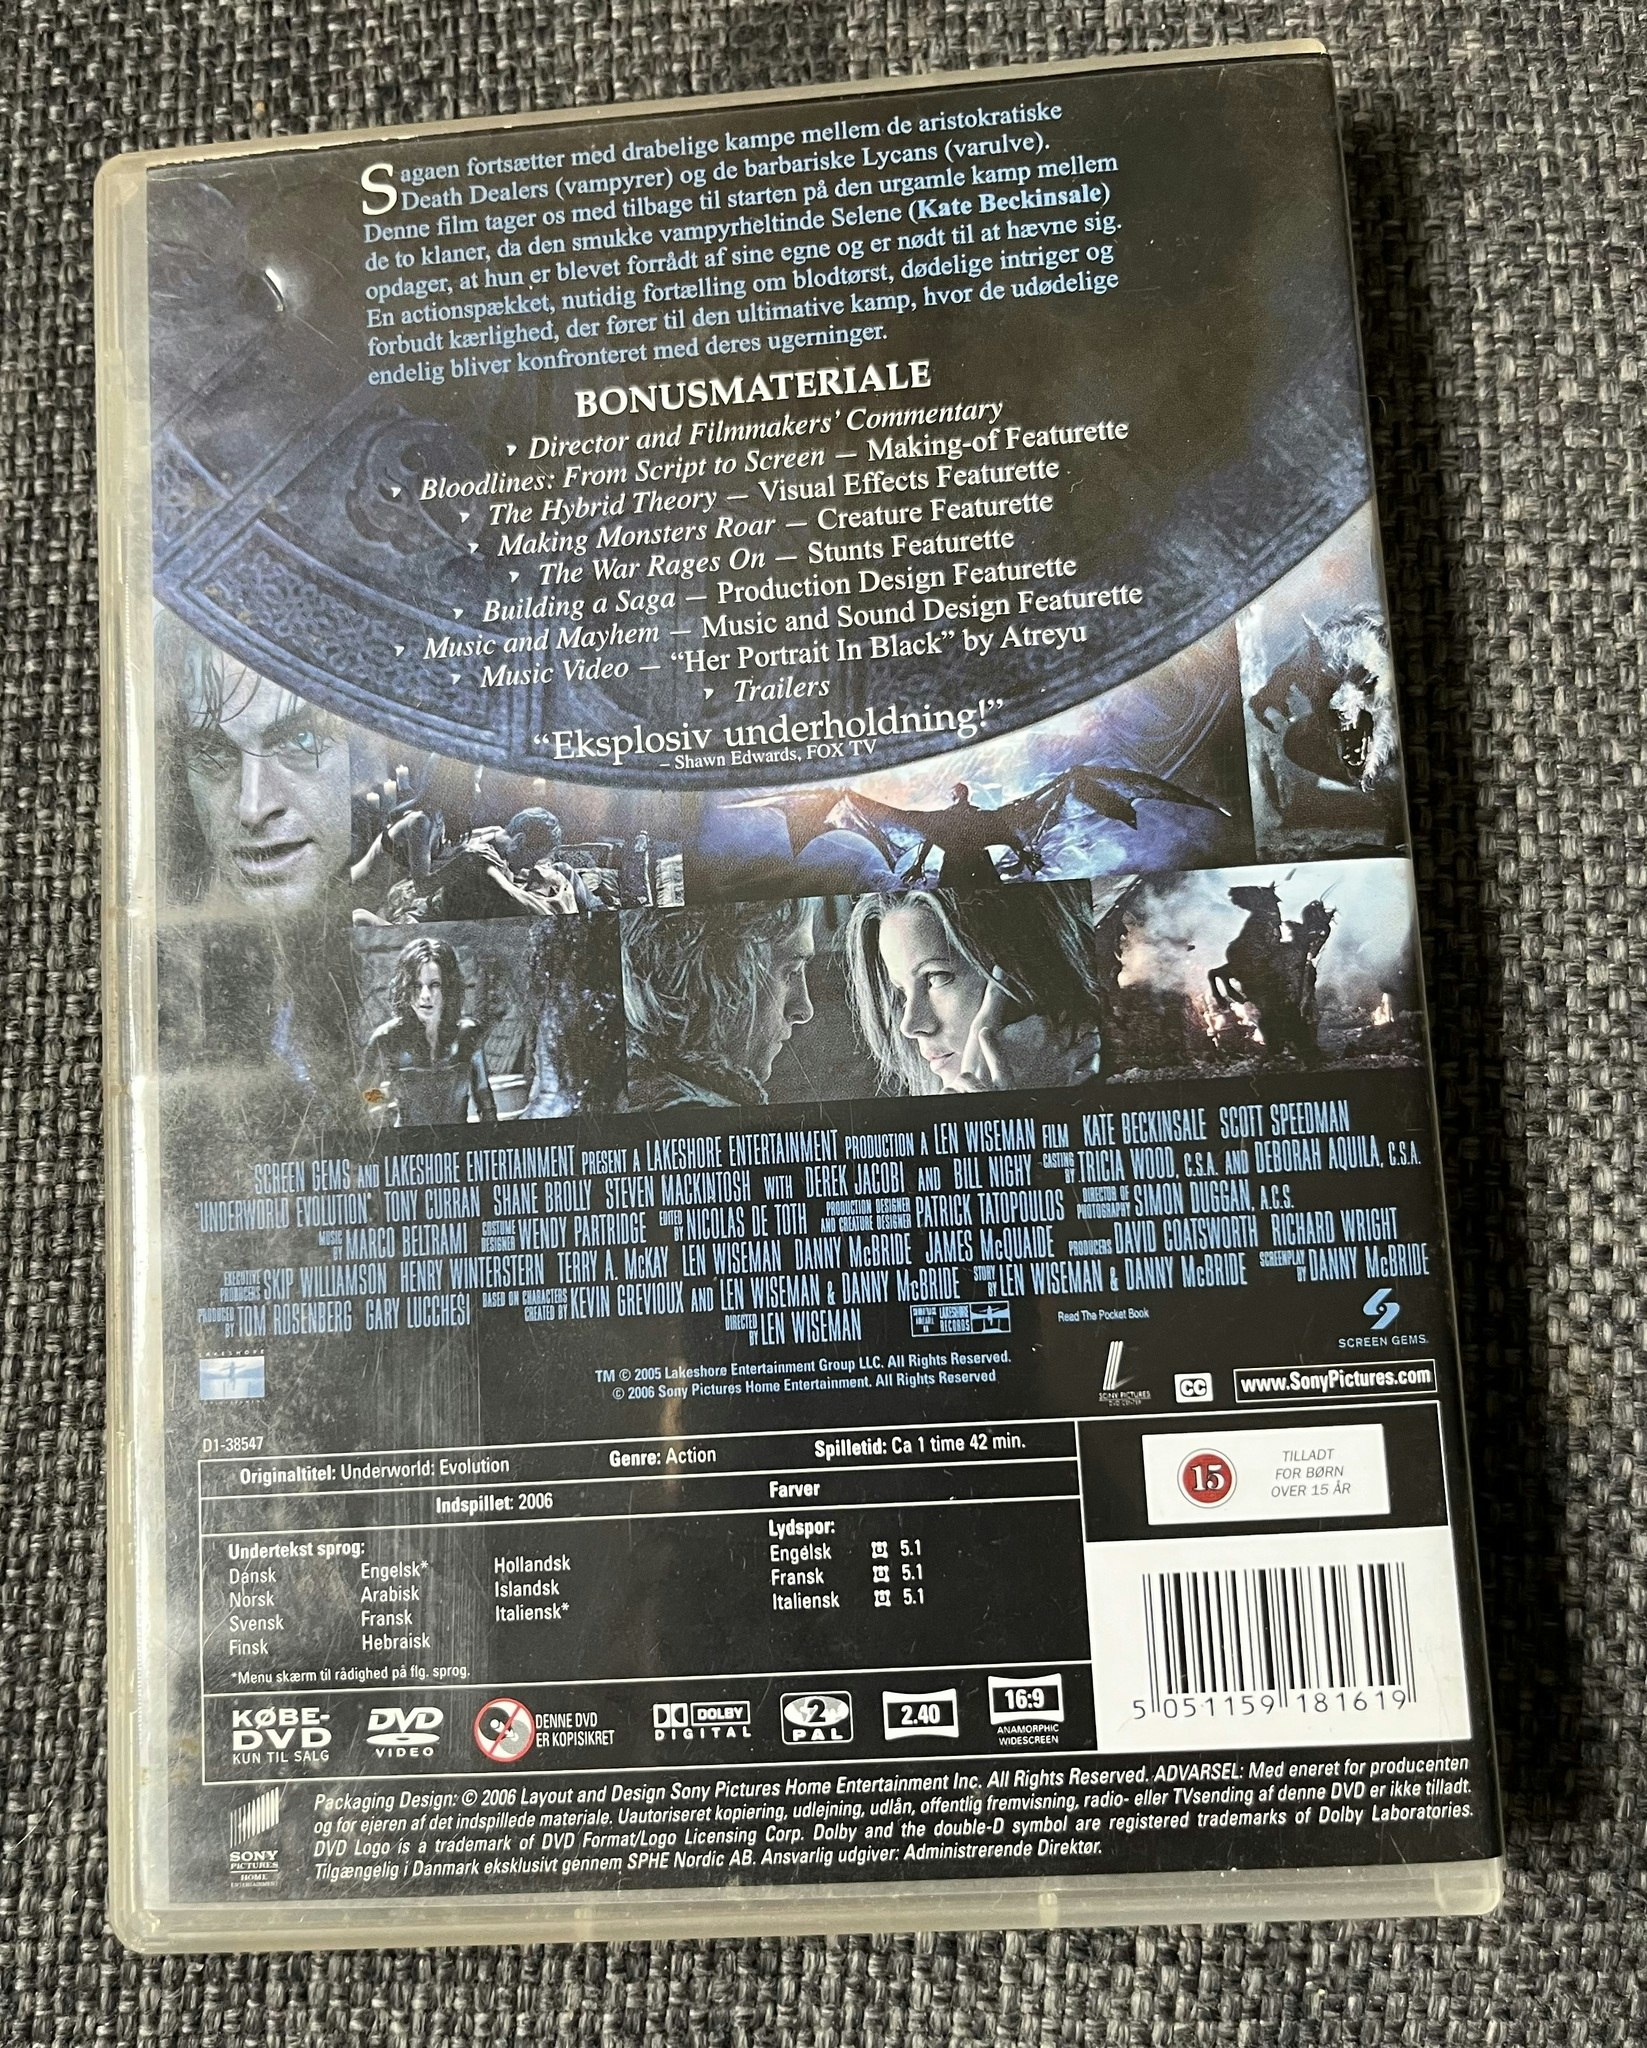 Sagaen fortsætter med drabelige kampe mellem de aristokratiske
Death Dealers (vampyrer) og de barbariske Lycans (varulve).
Denne film tager os med tilbage til starten på den urgamle kamp mellem
de to klaner, da den smukke vampyrheltinde Selene (Kate Beckinsale)
opdager, at hun er blevet forrådt af sine egne og er nødt til at hævne sig.
En actionspækket, nutidig fortælling om blodtørst, dødelige intriger og
forbudt kærlighed, der fører til den ultimative kamp, hvor de udødelige
endelig bliver konfronteret med deres ugerninger.
BONUSMATERIALE
Director and Filmmakers' Commentary
Bloodlines: From Script to Screen – Making-of Featurette
The Hybrid Theory – Visual Effects Featurette
Making Monsters Roar – Creature Featurette
The War Rages On – Stunts Featurette
Building a Saga – Production Design Featurette
Music and Mayhem – Music and Sound Design Featurette
Music Video – "Her Portrait In Black" by Atreyu
Trailers
"Eksplosiv underholdning!"
– Shawn Edwards, FOX TV
SCREEN GEMS AND LAKESHORE ENTERTAINMENT PRESENT A LAKESHORE ENTERTAINMENT PRODUCTION A LEN WISEMAN FILM KATE BECKINSALE SCOTT SPEEDMAN
"UNDERWORLD EVOLUTION" TONY CURRAN SHANE BROLLY STEVEN MACKINTOSH WITH DEREK JACOBI AND BILL NIGHY CASTING BY TRICIA WOOD, C.S.A. AND DEBORAH AQUILA, C.S.A.
MUSIC BY MARCO BELTRAMI COSTUME DESIGNER WENDY PARTRIDGE EDITED BY NICOLAS DE TOTH PRODUCTION DESIGNER AND CREATURE DESIGNER PATRICK TATOPOULOS DIRECTOR OF PHOTOGRAPHY SIMON DUGGAN, A.C.S.
EXECUTIVE PRODUCERS SKIP WILLIAMSON HENRY WINTERSTERN TERRY A. McKAY LEN WISEMAN DANNY McBRIDE JAMES McQUAIDE PRODUCERS DAVID COATSWORTH RICHARD WRIGHT
PRODUCED BY TOM ROSENBERG GARY LUCCHESI BASED ON CHARACTERS CREATED BY KEVIN GREVIOUX AND LEN WISEMAN & DANNY McBRIDE STORY BY LEN WISEMAN & DANNY McBRIDE SCREENPLAY BY DANNY McBRIDE
DIRECTED BY LEN WISEMAN
LAKESHORE RECORDS
Read The Pocket Book
SCREEN GEMS
LAKESHORE
TM © 2005 Lakeshore Entertainment Group LLC. All Rights Reserved.
© 2006 Sony Pictures Home Entertainment. All Rights Reserved
SONY PICTURES
DVD CENTER
CC
www.SonyPictures.com
D1-38547
Originaltitel: Underworld: Evolution Genre: Action Spilletid: Ca 1 time 42 min.
Indspillet: 2006 Farver
Undertekst sprog:
Dansk Engelsk* Hollandsk
Norsk Arabisk Islandsk
Svensk Fransk Italiensk*
Finsk Hebraisk
*Menu skærm til rådighed på flg. sprog.
Lydspor:
Engelsk 5.1
Fransk 5.1
Italiensk 5.1
15
TILLADT
FOR BØRN
OVER 15 ÅR
5 051159 181619
KØBE-
DVD
KUN TIL SALG
DVD
VIDEO
DENNE DVD
ER KOPISIKRET
DOLBY
DIGITAL
2
PAL
2.40
16:9
ANAMORPHIC
WIDESCREEN
SONY
PICTURES
HOME
ENTERTAINMENT
Packaging Design: © 2006 Layout and Design Sony Pictures Home Entertainment Inc. All Rights Reserved. ADVARSEL: Med eneret for producenten
og for ejeren af det indspillede materiale. Uautoriseret kopiering, udlejning, udlån, offentlig fremvisning, radio- eller TVsending af denne DVD er ikke tilladt.
DVD Logo is a trademark of DVD Format/Logo Licensing Corp. Dolby and the double-D symbol are registered trademarks of Dolby Laboratories.
Tilgængelig i Danmark eksklusivt gennem SPHE Nordic AB. Ansvarlig udgiver: Administrerende Direktør.